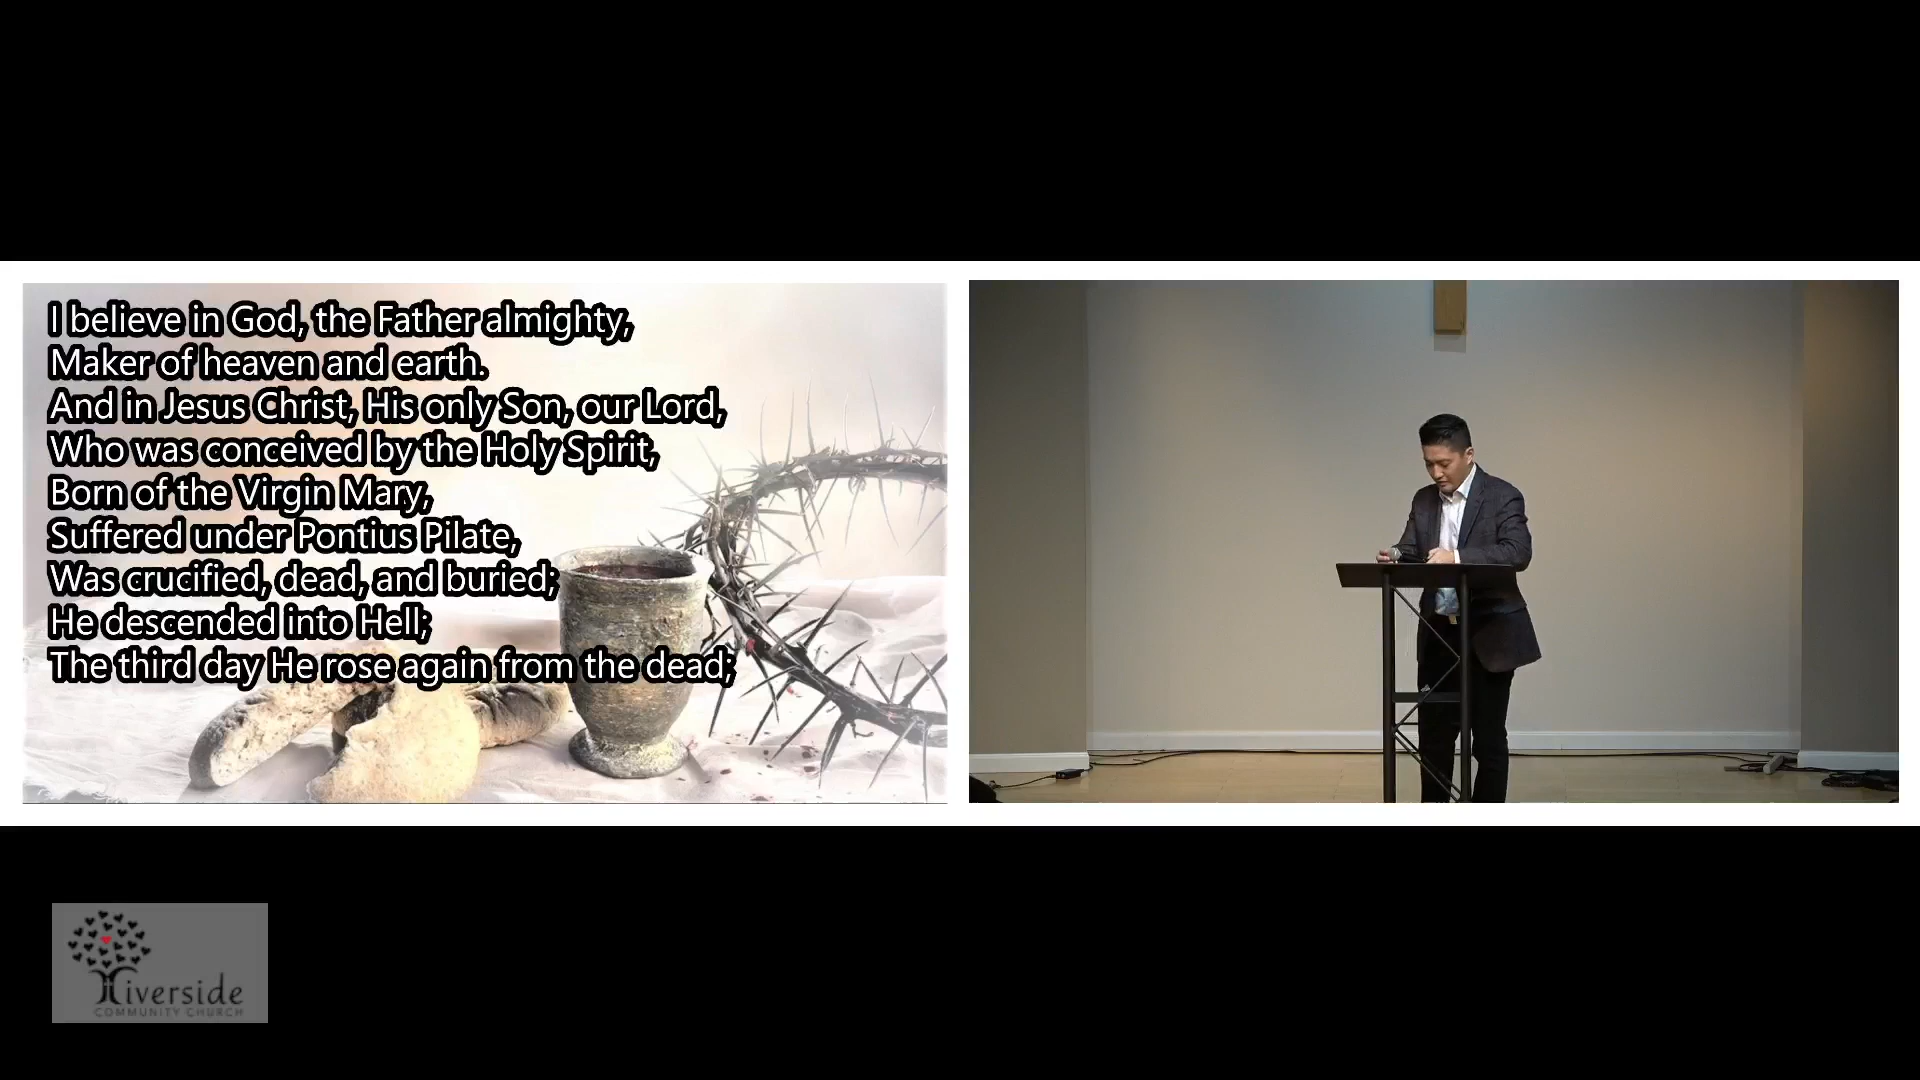 I believe in God, the Father almighty,
Maker of heaven and earth.
And in Jesus Christ, His only Son, our Lord,
Who was conceived by the Holy Spirit,
Born of the Virgin Mary,
Suffered under Pontius Pilate,
Was crucified, dead, and buried;
He descended into Hell;
The third day He rose again from the dead;
Riverside
COMMUNITY CHURCH